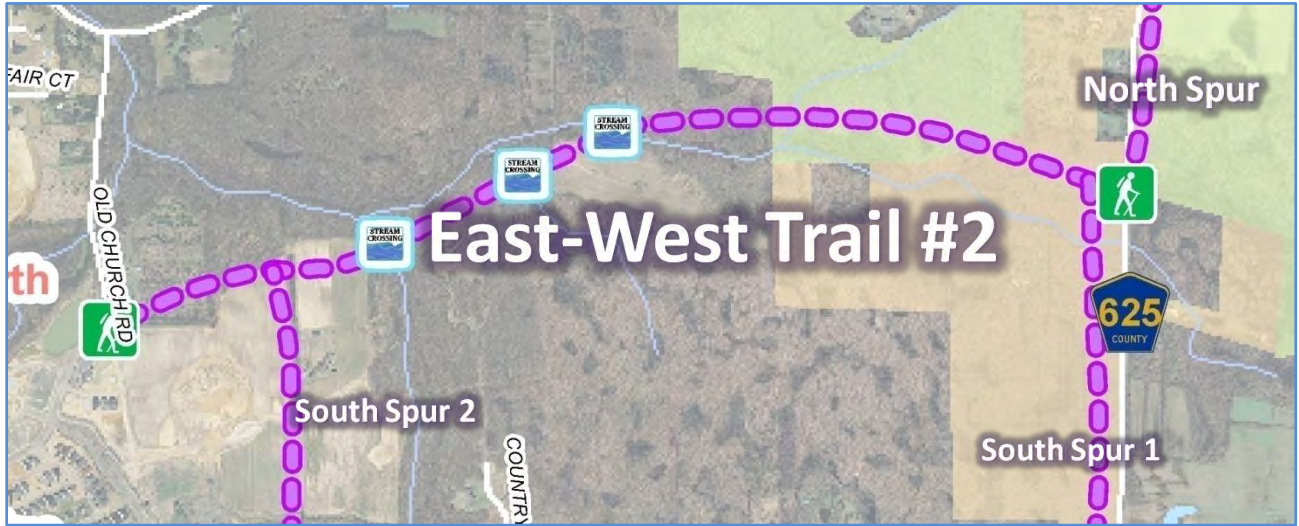 FAIR CT
North Spur
STREAM
CROSSING
STREAM
CROSSING
STREAM
CROSSING
OLD CHURCH RD
East-West Trail #2
th
625
COUNTY
South Spur 2
South Spur 1
COUNTRY